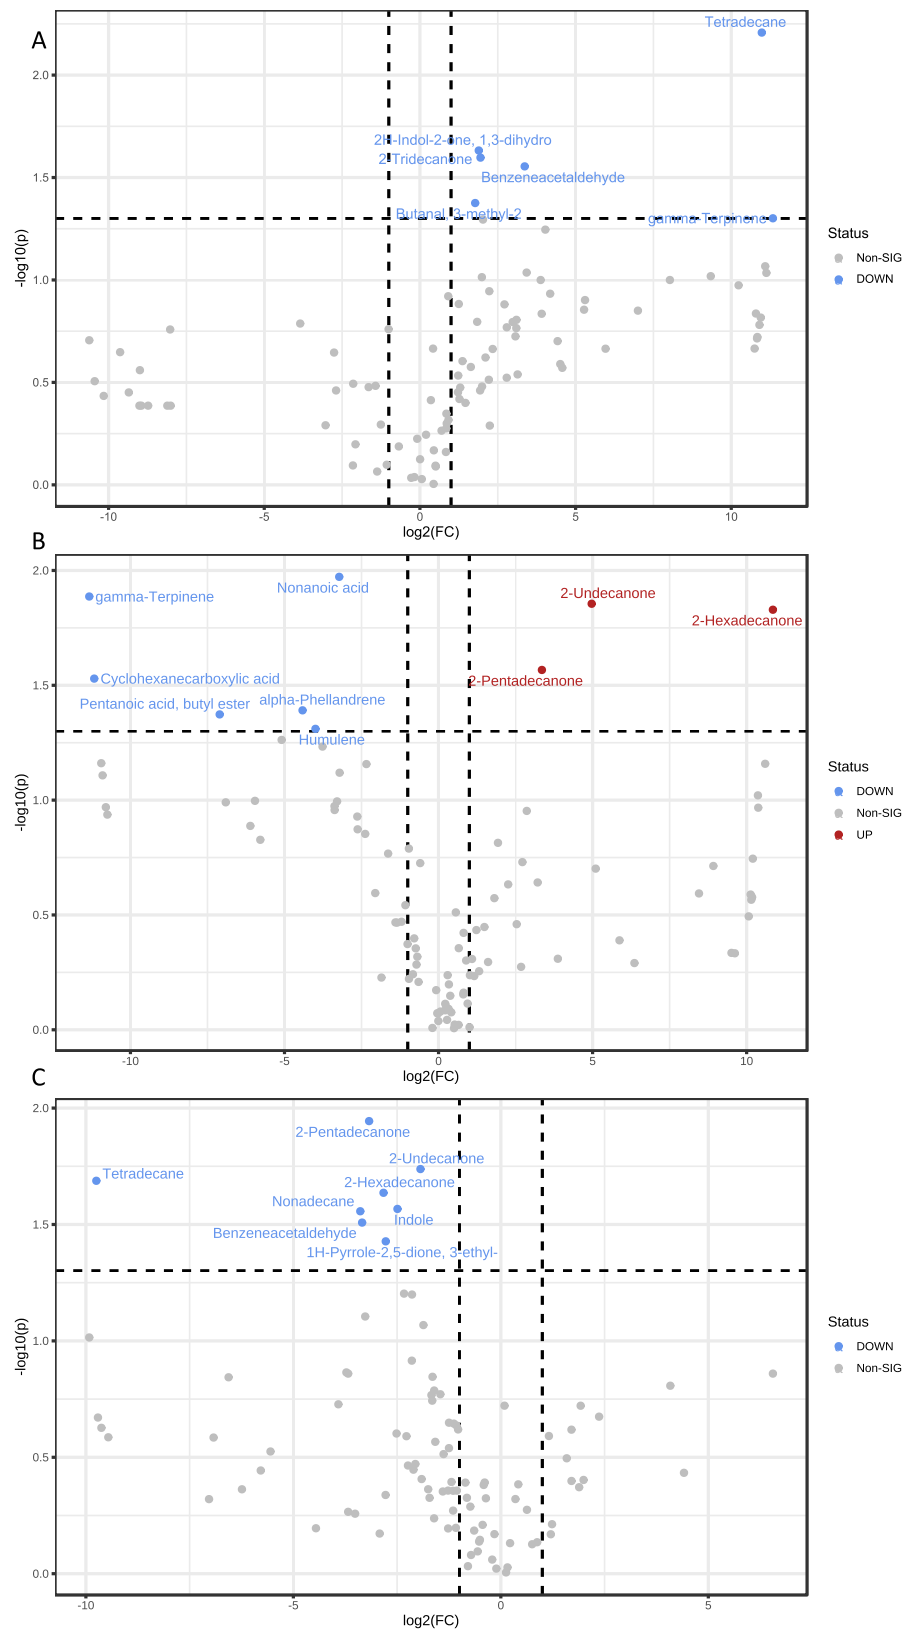 A
Tetradecane
2.0
2H-Indol-2-one, 1,3-dihydro
2-Tridecanone
Benzeneacetaldehyde
1.5
Butanal, 3-methyl-2
gamma-Terpinene
-log10(p)
1.0
0.5
0.0
-10
-5
0
5
10
log2(FC)
Status
Non-SIG
DOWN
B
2.0
Nonanoic acid
gamma-Terpinene
2-Undecanone
2-Hexadecanone
Cyclohexanecarboxylic acid
2-Pentadecanone
1.5
Pentanoic acid, butyl ester
alpha-Phellandrene
Humulene
-log10(p)
1.0
0.5
0.0
-10
-5
0
5
10
log2(FC)
Status
DOWN
Non-SIG
UP
C
2.0
2-Pentadecanone
2-Undecanone
Tetradecane
2-Hexadecanone
Nonadecane
Indole
1.5
Benzeneacetaldehyde
1H-Pyrrole-2,5-dione, 3-ethyl-
-log10(p)
1.0
0.5
0.0
-10
-5
0
5
log2(FC)
Status
DOWN
Non-SIG